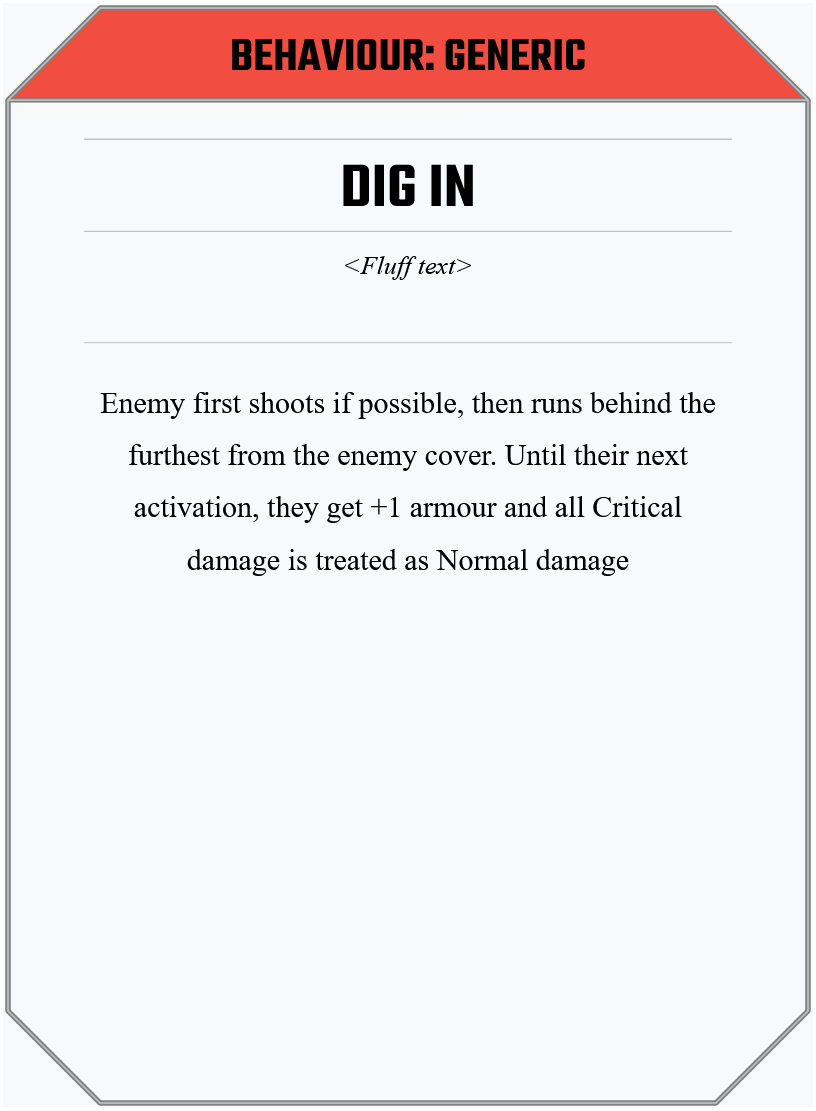 BEHAVIOUR: GENERIC
DIG IN
<Fluff text>
Enemy first shoots if possible, then runs behind the
furthest from the enemy cover. Until their next
activation, they get +1 armour and all Critical
damage is treated as Normal damage